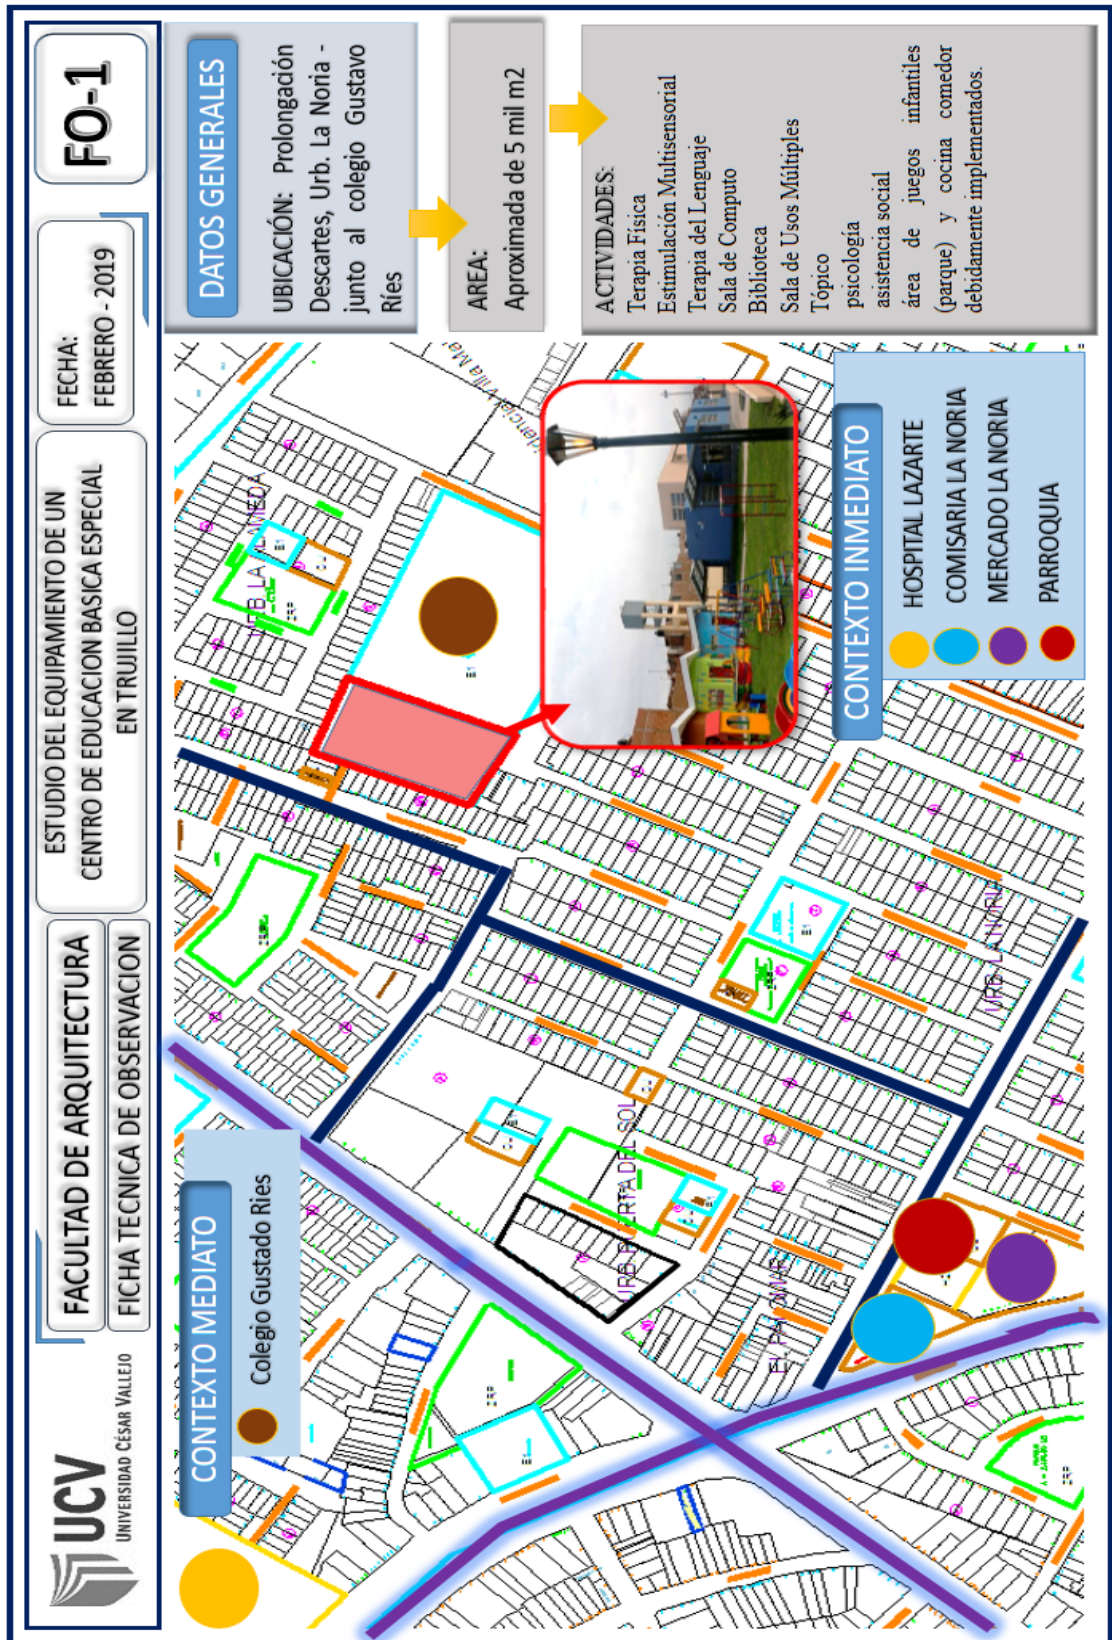 UCV
UNIVERSIDAD CÉSAR VALLEJO
FACULTAD DE ARQUITECTURA
FICHA TECNICA DE OBSERVACION
ESTUDIO DEL EQUIPAMIENTO DE UN
CENTRO DE EDUCACION BASICA ESPECIAL
EN TRUJILLO
FECHA:
FEBRERO - 2019
FO-1
CONTEXTO MEDIATO
Colegio Gustado Ries
DATOS GENERALES
UBICACIÓN: Prolongación
Descartes, Urb. La Noria -
junto al colegio Gustavo
Ríes
AREA:
Aproximada de 5 mil m2
ACTIVIDADES:
Terapia Física
Estimulación Multisensorial
Terapia del Lenguaje
Sala de Computo
Biblioteca
Sala de Usos Múltiples
Tópico
psicología
asistencia social
área de juegos infantiles
(parque) y cocina comedor
debidamente implementados.
CONTEXTO INMEDIATO
HOSPITAL LAZARTE
COMISARIA LA NORIA
MERCADO LA NORIA
PARROQUIA
URB. LA NORIA